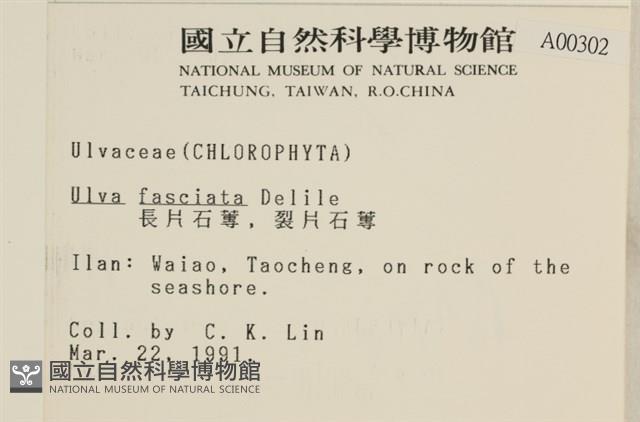 國立自然科學博物館
A00302
NATIONAL MUSEUM OF NATURAL SCIENCE
TAICHUNG, TAIWAN, R.O.CHINA
Ulvaceae(CHLOROPHYTA)
Ulva fasciata Delile
長片石蓴, 裂片石蓴
Ilan: Waiao, Taocheng, on rock of the
seashore.
Coll. by C. K. Lin
Mar. 22, 1991.
國立自然科學博物館
NATIONAL MUSEUM OF NATURAL SCIENCE